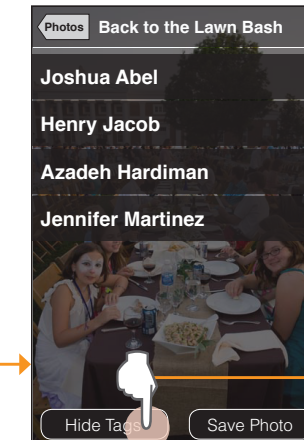 Photos Back to the Lawn Bash
Joshua Abel
Henry Jacob
Azadeh Hardiman
Jennifer Martinez
Hide Tags Save Photo